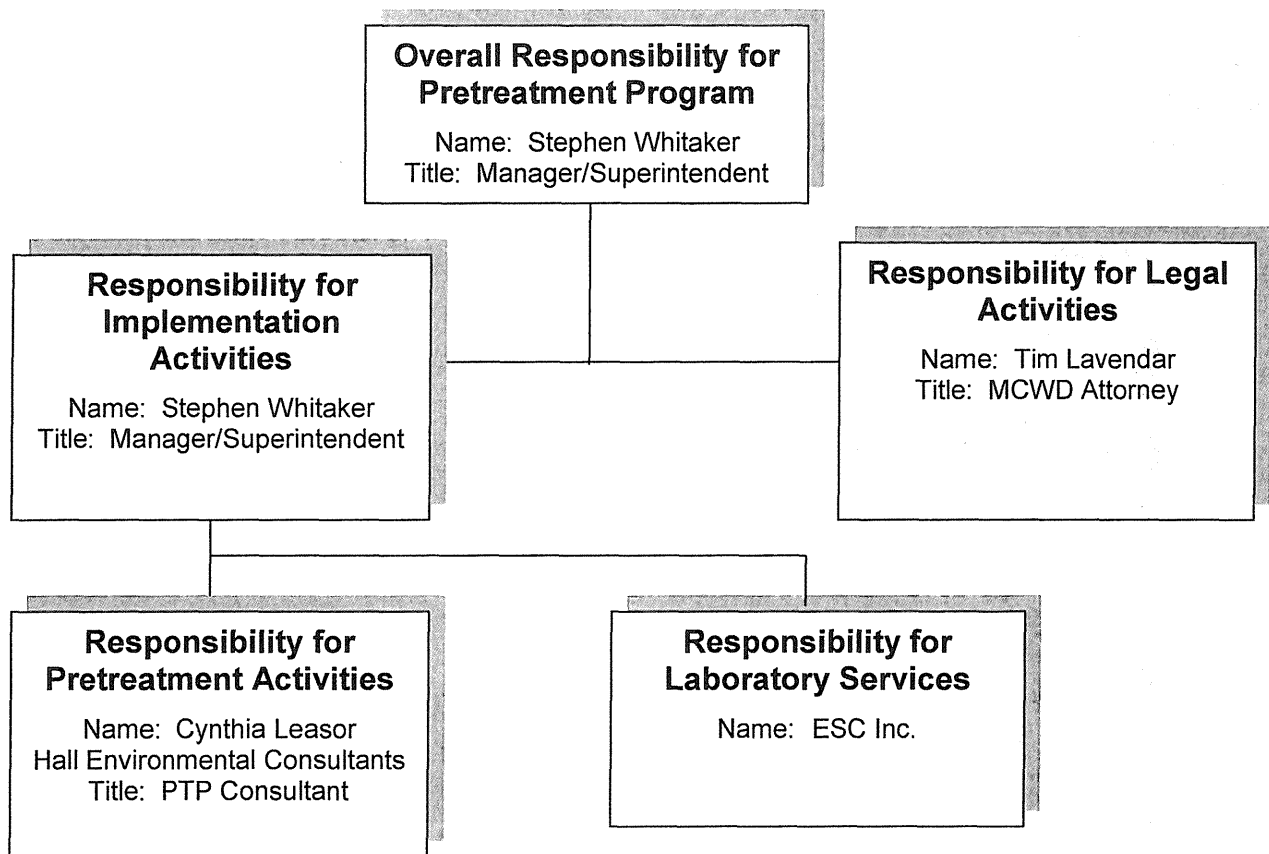 Overall Responsibility for
Pretreatment Program
Name: Stephen Whitaker
Title: Manager/Superintendent
Responsibility for
Implementation
Activities
Name: Stephen Whitaker
Title: Manager/Superintendent
Responsibility for Legal
Activities
Name: Tim Lavendar
Title: MCWD Attorney
Responsibility for
Pretreatment Activities
Name: Cynthia Leasor
Hall Environmental Consultants
Title: PTP Consultant
Responsibility for
Laboratory Services
Name: ESC Inc.